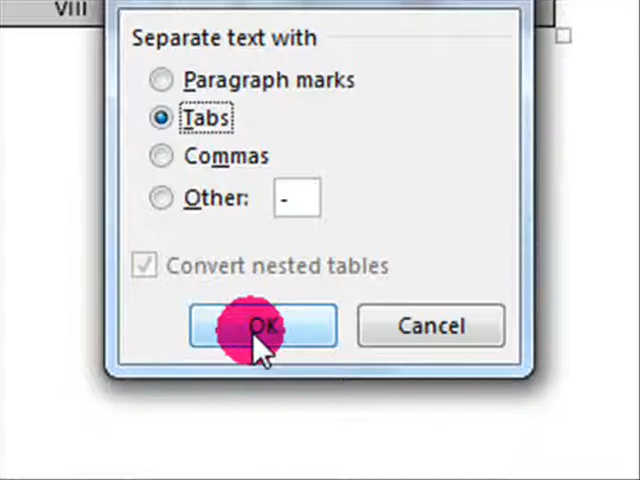 VIII
Separate text with
Paragraph marks
Tabs
Commas
Other: -
Convert nested tables
OK Cancel